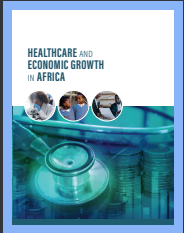 HEALTHCARE AND
ECONOMIC GROWTH
IN AFRICA